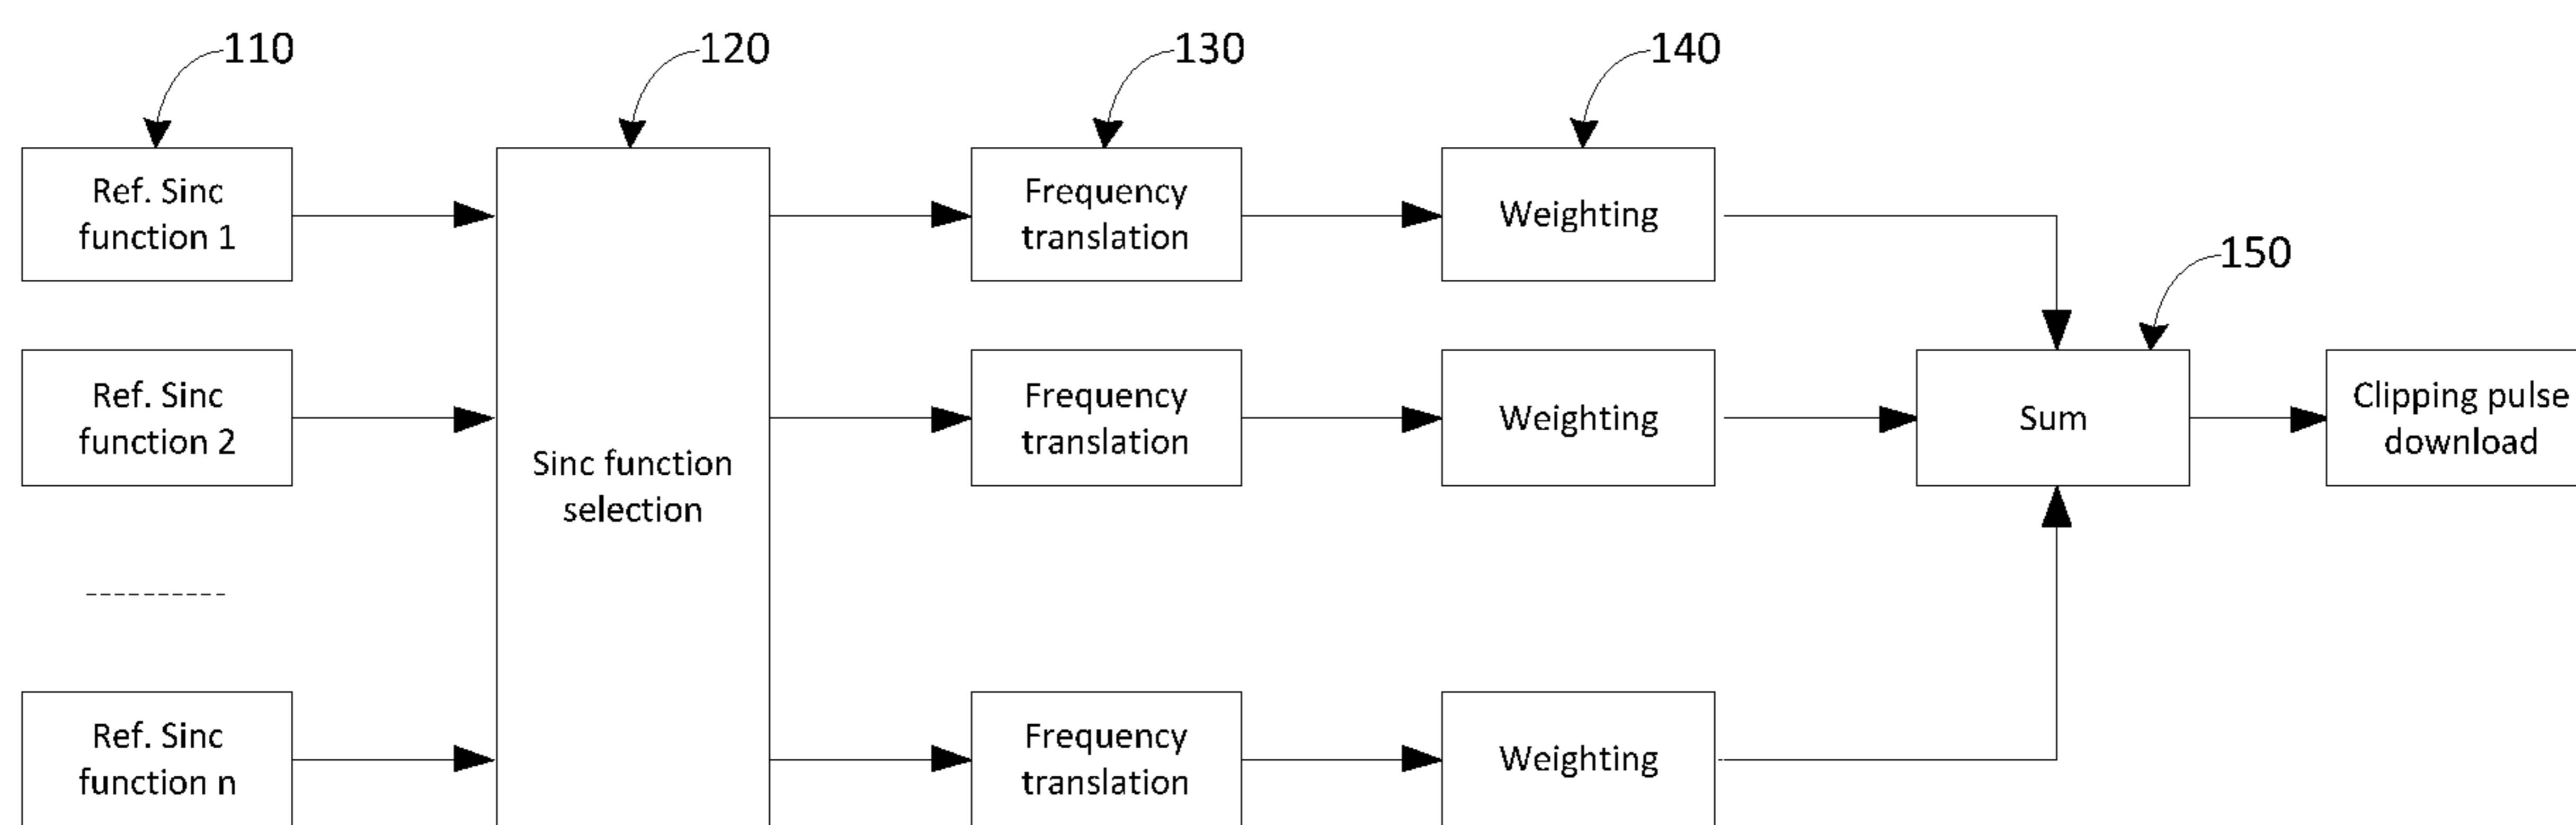 110
120
130
140
Ref. Sinc
function 1
Frequency
translation
Weighting
150
Ref. Sinc
function 2
Sinc function
selection
Frequency
translation
Weighting
Sum
Clipping pulse
download
Ref. Sinc
function n
Frequency
translation
Weighting